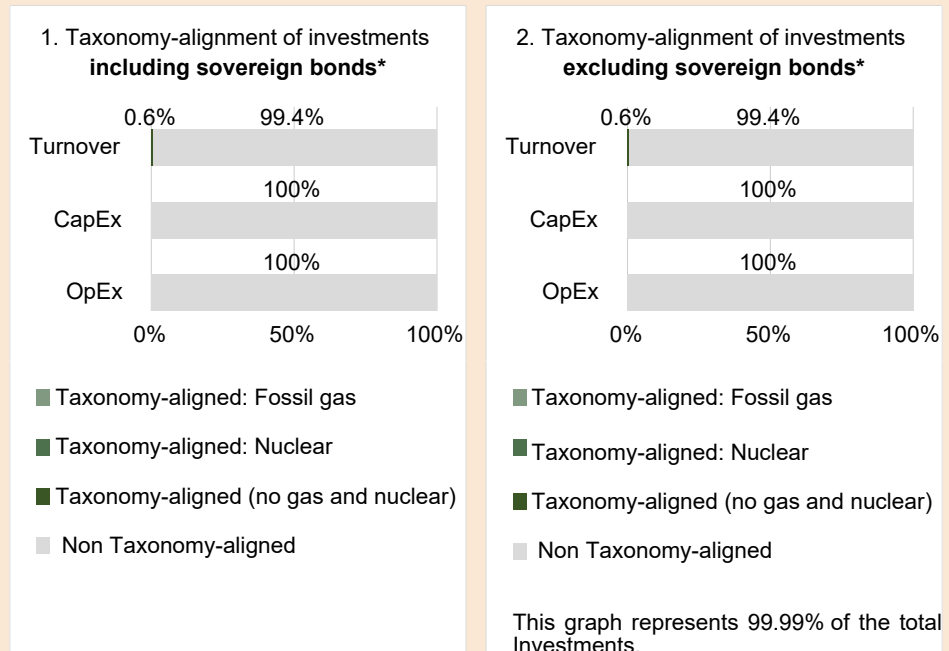 1. Taxonomy-alignment of investments
including sovereign bonds*
0.6% 99.4%
Turnover
100%
CapEx
100%
OpEx
0% 50% 100%
Taxonomy-aligned: Fossil gas
Taxonomy-aligned: Nuclear
Taxonomy-aligned (no gas and nuclear)
Non Taxonomy-aligned
2. Taxonomy-alignment of investments
excluding sovereign bonds*
0.6% 99.4%
Turnover
100%
CapEx
100%
OpEx
0% 50% 100%
Taxonomy-aligned: Fossil gas
Taxonomy-aligned: Nuclear
Taxonomy-aligned (no gas and nuclear)
Non Taxonomy-aligned
This graph represents 99.99% of the total
Investments.